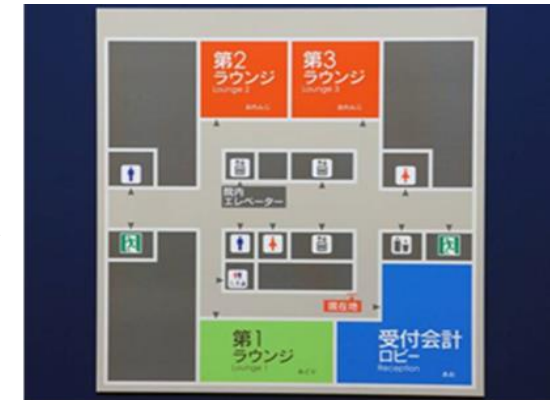 第2
ラウンジ
Lounge 2
第3
ラウンジ
Lounge 3
院内
エレベーター
現在地
第1
ラウンジ
Lounge 1
受付会計
ロビー
Reception